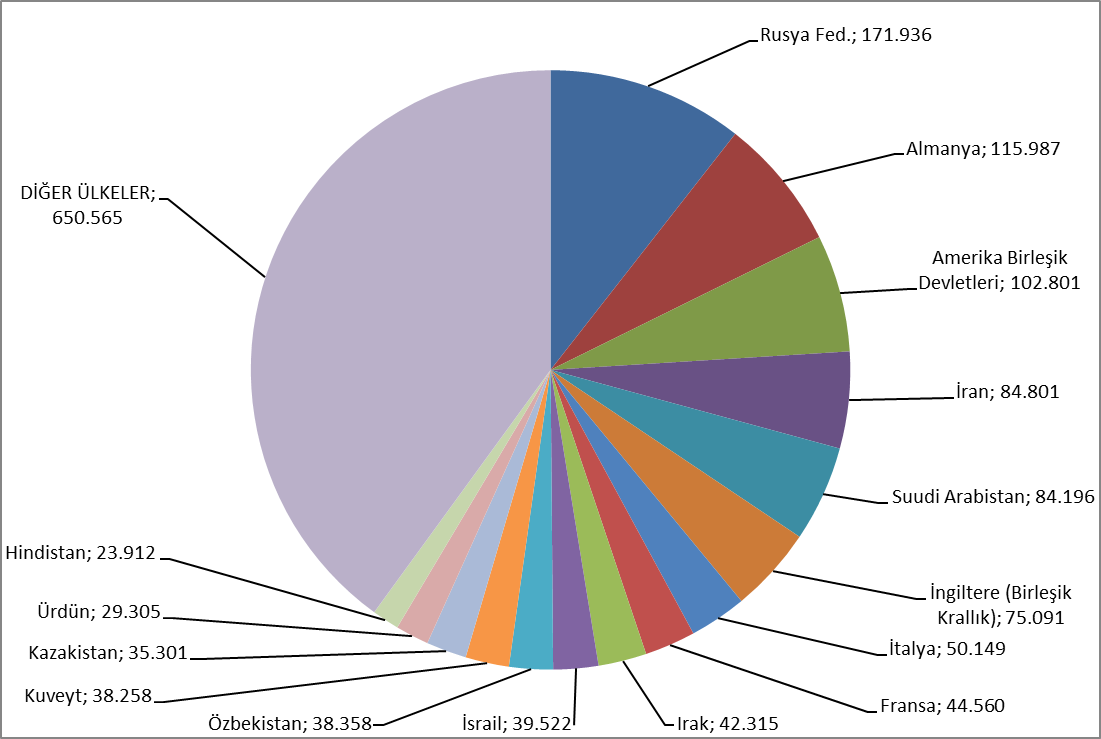 Rusya Fed.; 171.936
Almanya; 115.987
Amerika Birleşik
Devletleri; 102.801
İran; 84.801
Suudi Arabistan; 84.196
İngiltere (Birleşik
Krallık); 75.091
İtalya; 50.149
Fransa; 44.560
Irak; 42.315
İsrail; 39.522
Özbekistan; 38.358
Kuveyt; 38.258
Kazakistan; 35.301
Ürdün; 29.305
Hindistan; 23.912
DİĞER ÜLKELER;
650.565